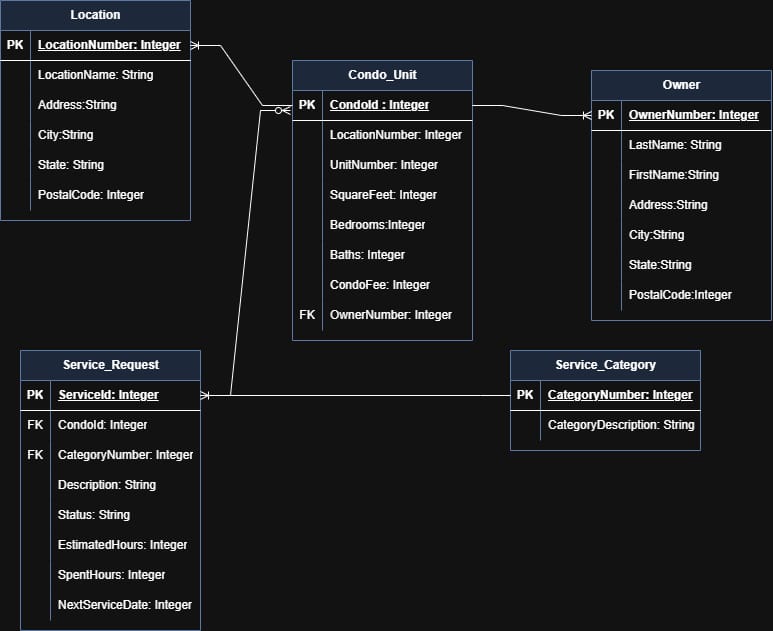 Location
PK LocationNumber: Integer
LocationName: String
Address:String
City:String
State: String
PostalCode: Integer
Condo_Unit
PK CondoId : Integer
LocationNumber: Integer
UnitNumber: Integer
SquareFeet: Integer
Bedrooms:Integer
Baths: Integer
CondoFee: Integer
FK OwnerNumber: Integer
Owner
PK OwnerNumber: Integer
LastName: String
FirstName:String
Address:String
City:String
State:String
PostalCode:Integer
Service_Request
PK ServiceId: Integer
FK CondoId: Integer
FK CategoryNumber: Integer
Description: String
Status: String
EstimatedHours: Integer
SpentHours: Integer
NextServiceDate: Integer
Service_Category
PK CategoryNumber: Integer
CategoryDescription: String